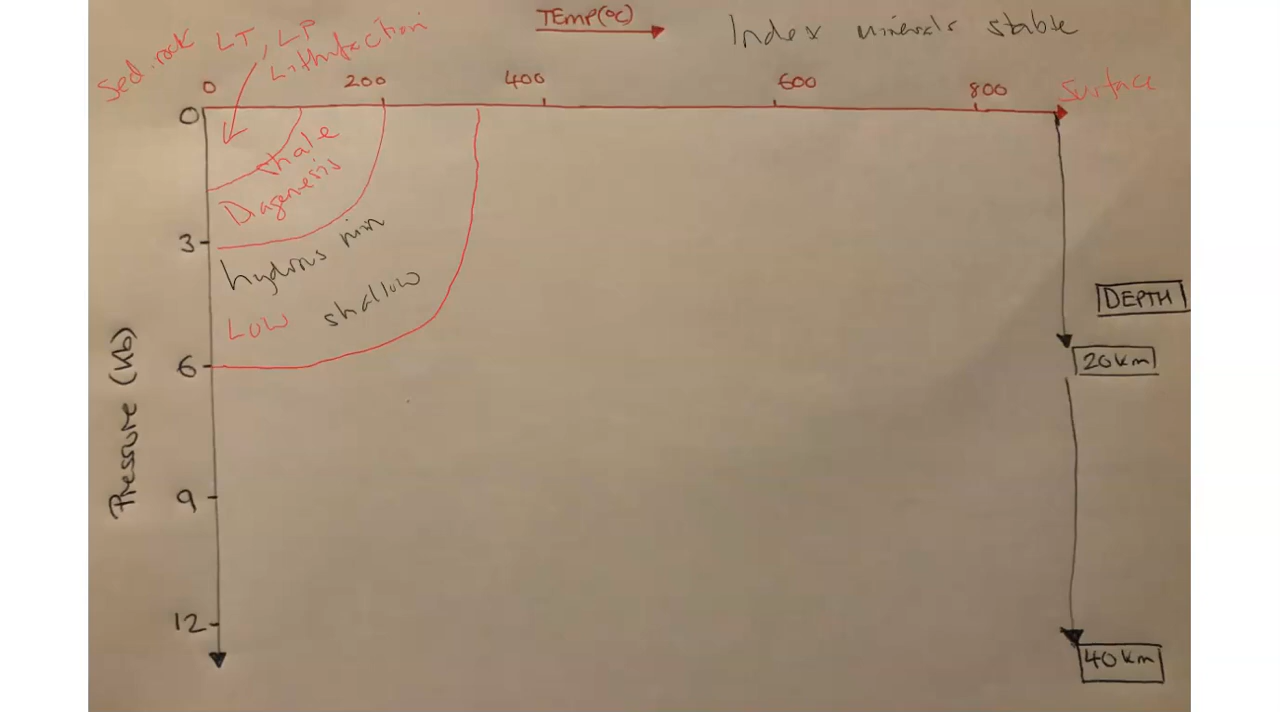 TEMP(°C)
Index minerals stable
Sed. rock LT, LP
Lithifaction
0 200 400 600 800
Surface
0
shale
Diagenesis
3
hydrous min
Low shallow
DEPTH
20km
6
Pressure (Kb)
9
12
40km